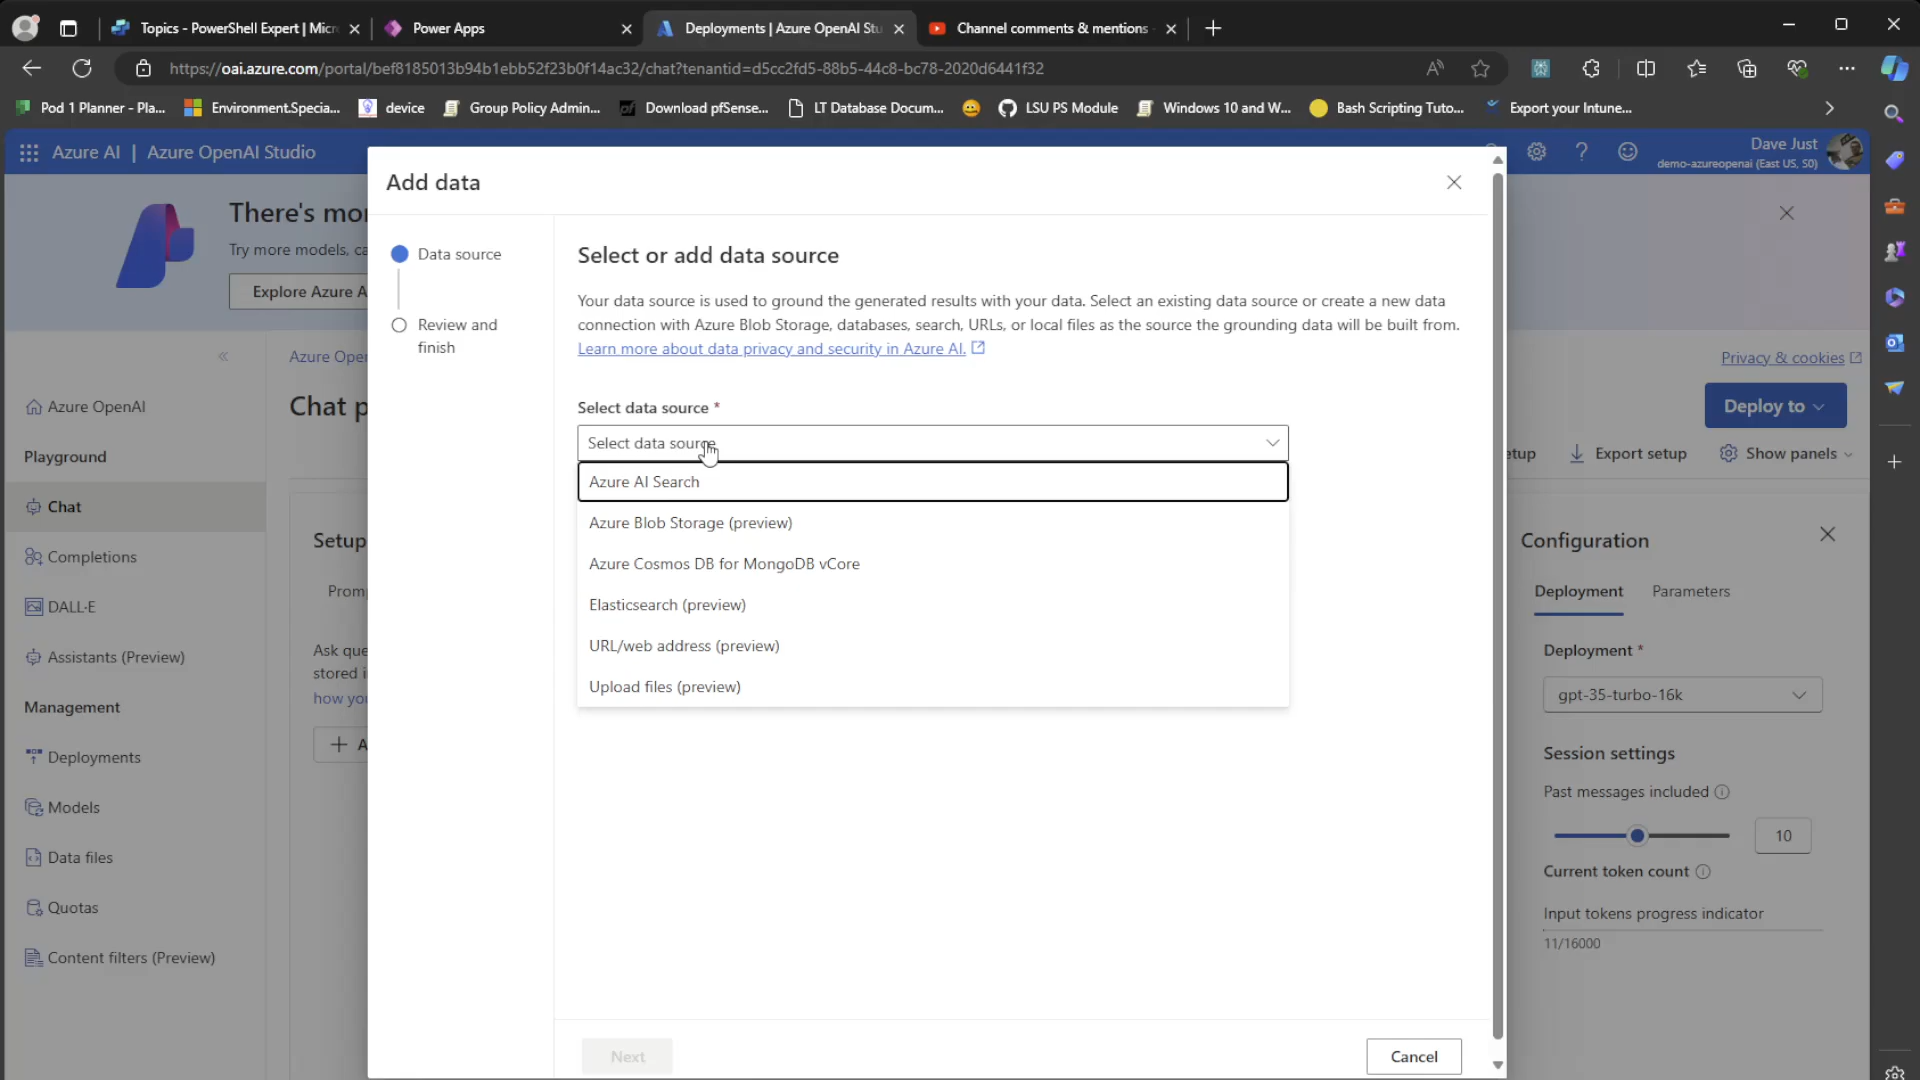 Topics - PowerShell Expert | Micr
Power Apps
Deployments | Azure OpenAI Stu
Channel comments & mentions
https://oai.azure.com/portal/bef8185013b94b1ebb52f23b0f14ac32/chat?tenantid=d5cc2fd5-88b5-44c8-bc78-2020d6441f32
Pod 1 Planner - Pla...
Environment.Specia...
device
Group Policy Admin...
Download pfSense...
LT Database Docum...
LSU PS Module
Windows 10 and W...
Bash Scripting Tuto...
Export your Intune...
Azure AI | Azure OpenAI Studio
Dave Just
demo-azureopenai (East US, S0)
There's mo
Try more models, ca
Explore Azure A
Add data
Data source
Review and
finish
Select or add data source
Your data source is used to ground the generated results with your data. Select an existing data source or create a new data
connection with Azure Blob Storage, databases, search, URLs, or local files as the source the grounding data will be built from.
Learn more about data privacy and security in Azure AI.
Select data source *
Select data source
Azure AI Search
Azure Blob Storage (preview)
Azure Cosmos DB for MongoDB vCore
Elasticsearch (preview)
URL/web address (preview)
Upload files (preview)
Next
Cancel
Azure OpenAI
Playground
Chat
Completions
DALL·E
Assistants (Preview)
Management
Deployments
Models
Data files
Quotas
Content filters (Preview)
Azure Oper
Chat p
Setup
Prom
Ask que
stored i
how you
A
Privacy & cookies
Deploy to
etup
Export setup
Show panels
Configuration
Deployment
Parameters
Deployment *
gpt-35-turbo-16k
Session settings
Past messages included
10
Current token count
Input tokens progress indicator
11/16000